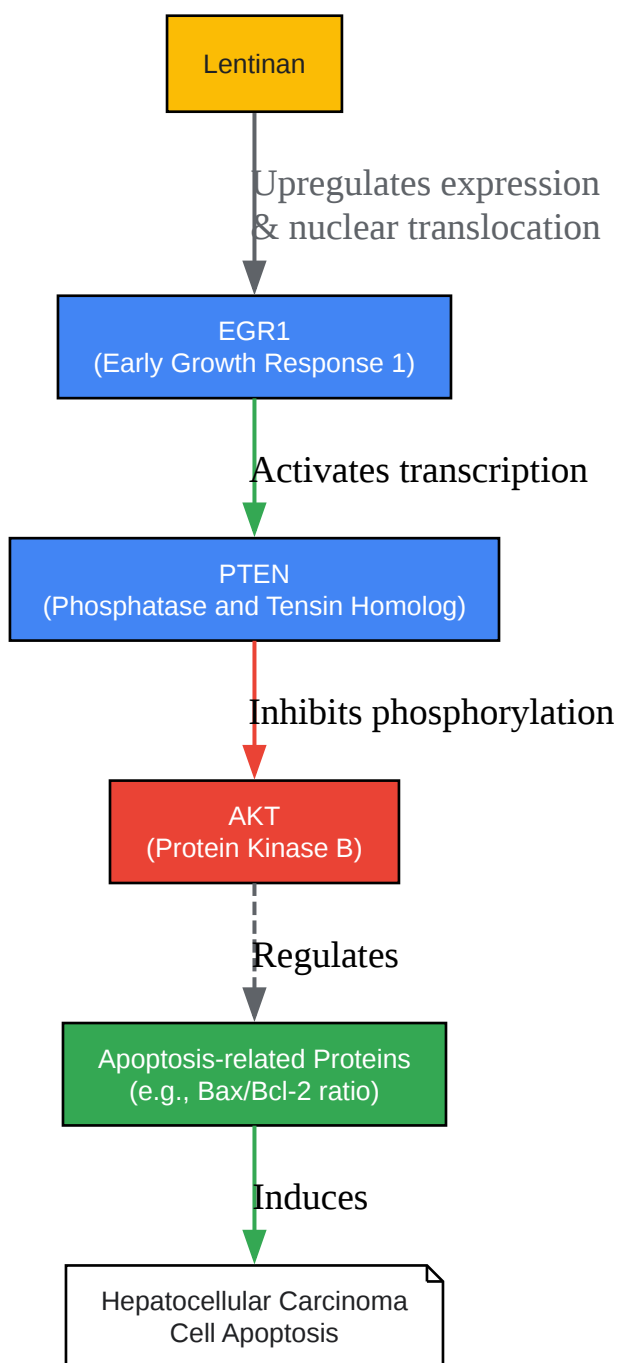 Lentinan
Upregulates expression
& nuclear translocation
EGR1
(Early Growth Response 1)
Activates transcription
PTEN
(Phosphatase and Tensin Homolog)
Inhibits phosphorylation
AKT
(Protein Kinase B)
Regulates
Apoptosis-related Proteins
(e.g., Bax/Bcl-2 ratio)
Induces
Hepatocellular Carcinoma
Cell Apoptosis